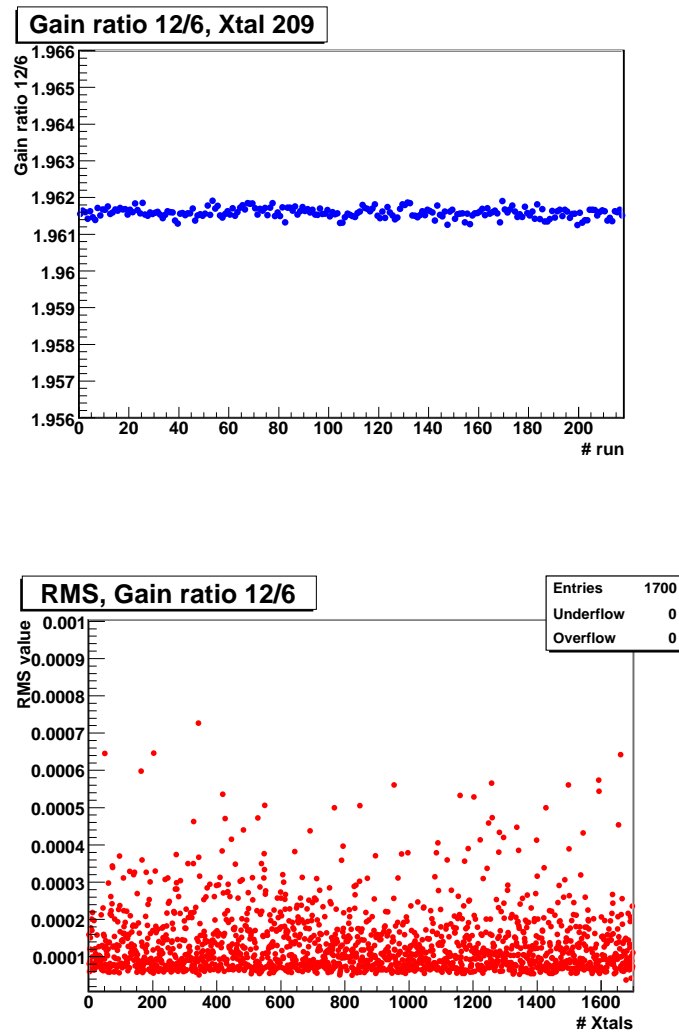 Gain ratio 12/6, Xtal 209
Gain ratio 12/6
1.966
1.965
1.964
1.963
1.962
1.961
1.96
1.959
1.958
1.957
1.956
0 20 40 60 80 100 120 140 160 180 200
# run
RMS, Gain ratio 12/6
Entries 1700
Underflow 0
Overflow 0
RMS value
0.001
0.0009
0.0008
0.0007
0.0006
0.0005
0.0004
0.0003
0.0002
0.0001
0 200 400 600 800 1000 1200 1400 1600
# Xtals